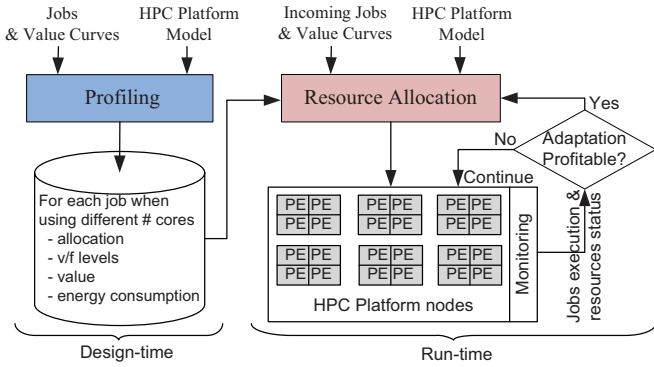 Jobs
& Value Curves
HPC Platform
Model
Incoming Jobs
& Value Curves
HPC Platform
Model
Profiling
Resource Allocation
Yes
No
Adaptation
Profitable?
Continue
For each job when
using different # cores
- allocation
- v/f levels
- value
- energy consumption
PE PE PE PE PE PE
PE PE PE PE PE PE
PE PE PE PE PE PE
PE PE PE PE PE PE
HPC Platform nodes
Monitoring
Jobs execution &
resources status
Design-time
Run-time